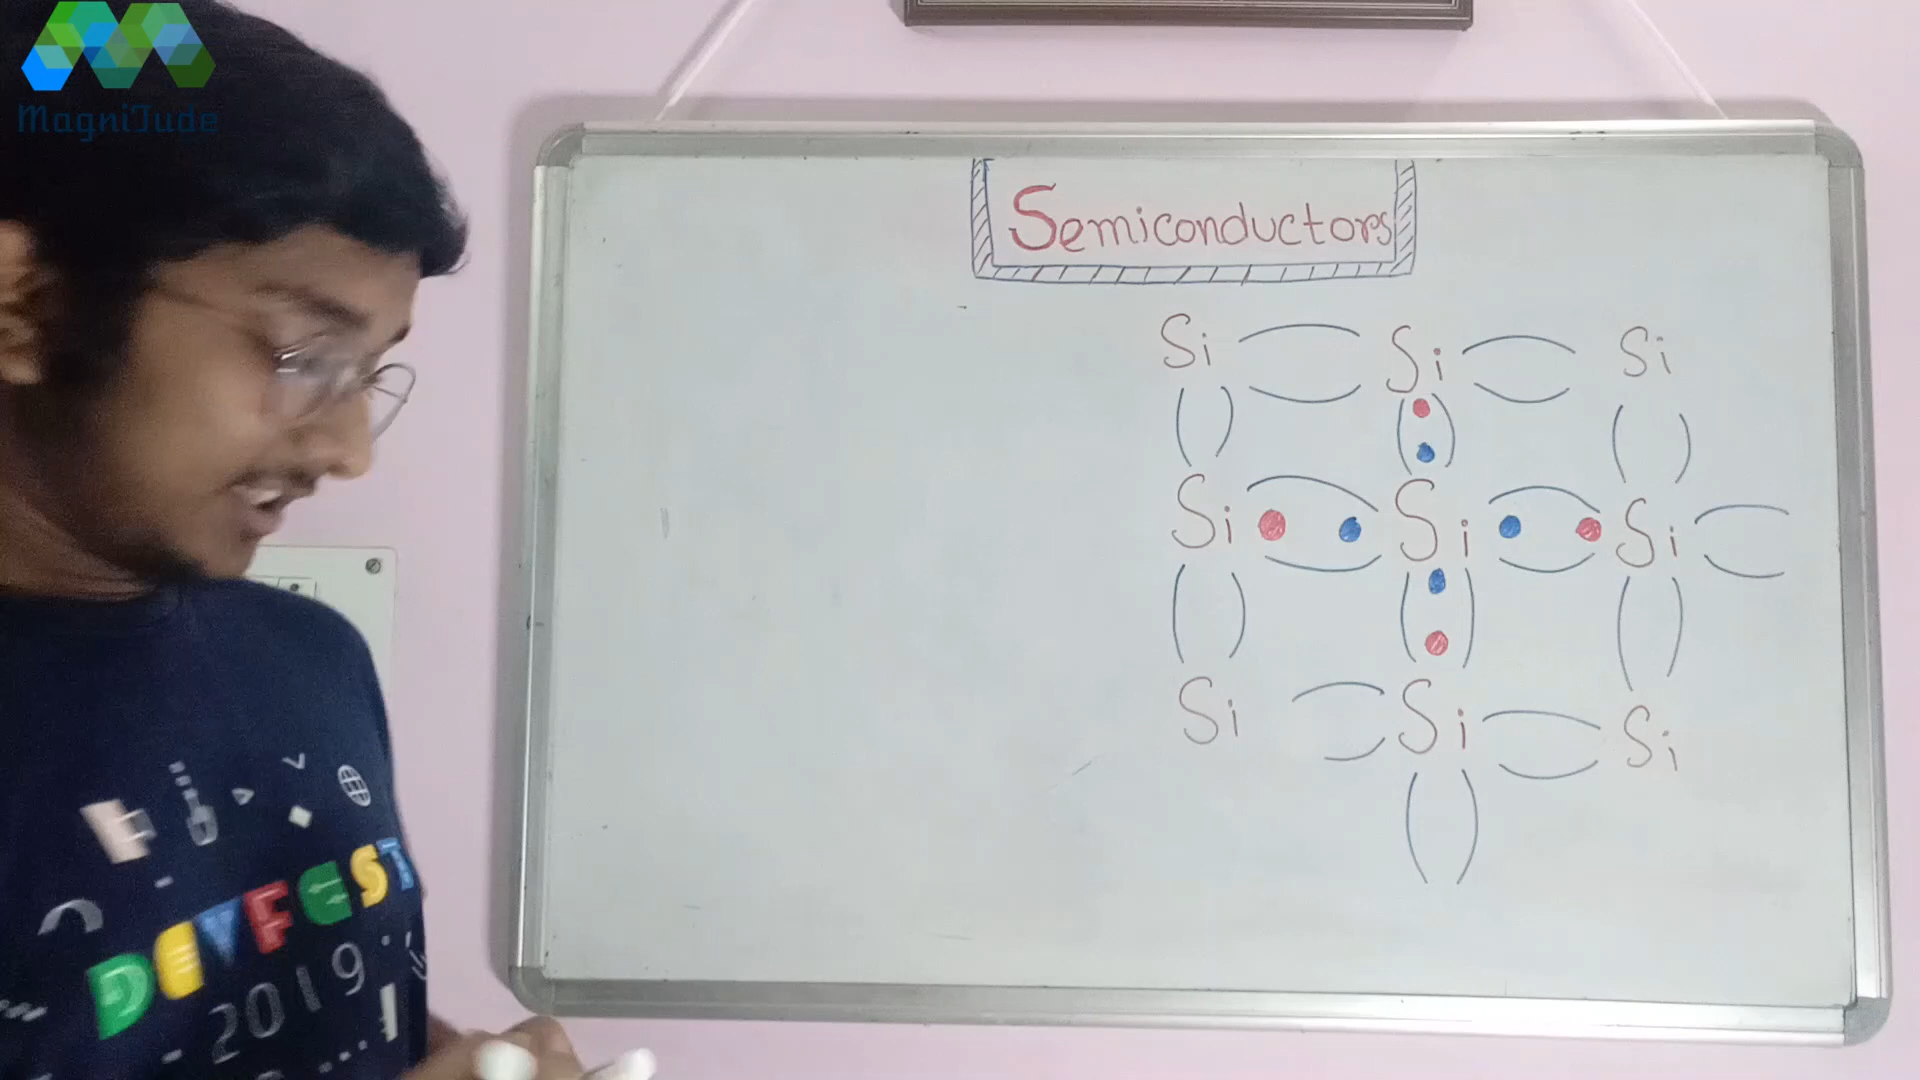 MagniTude
Semiconductors
Si Si Si
Si Si Si
Si Si Si
DEVFEST
2019